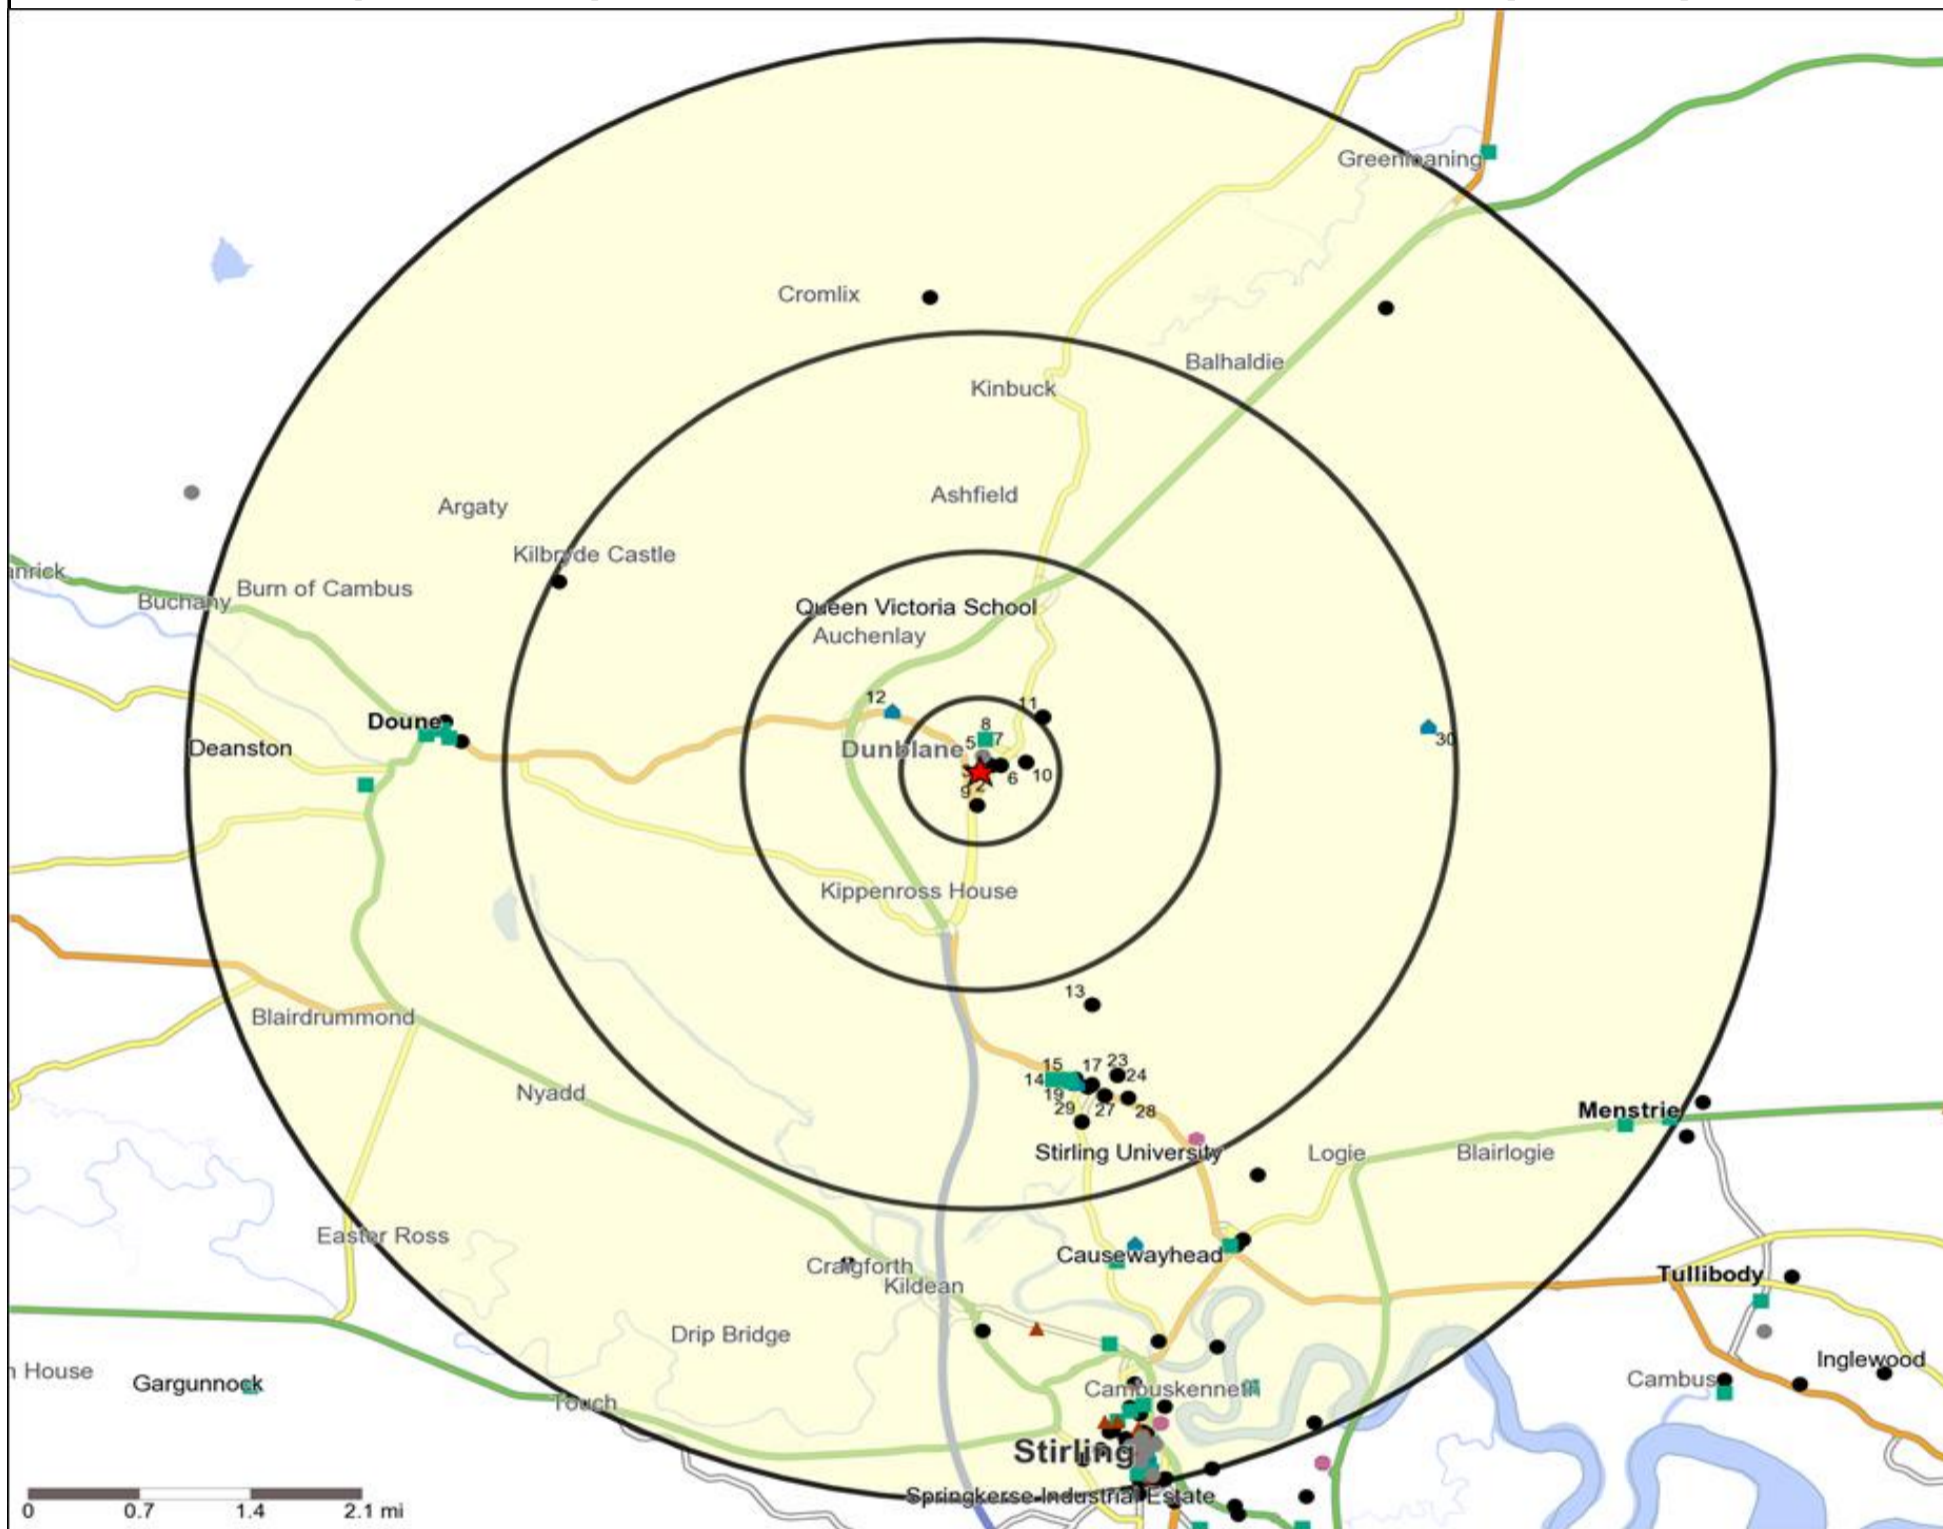 Greenloaning
Cromlix
Balhaldie
Kinbuck
Ashfield
Argaty
Kilbryde Castle
Burn of Cambus
Buchany
Queen Victoria School
Auchenlay
12
11
8
7
5
Doune
Deanston
Dunblane
30
6
10
2
9
Kippenross House
13
Blairdrummond
15
17
23
14
24
Nyadd
19
29
27
28
Menstrie
Stirling University
Logie
Blairlogie
Easter Ross
Causewayhead
Craigforth
Kildean
Tullibody
Drip Bridge
House
Gargunnock
Inglewood
Cambus
Cambuskenneth
Touch
Stirling
Springkerse Industrial Estate
0 0.7 1.4 2.1 mi